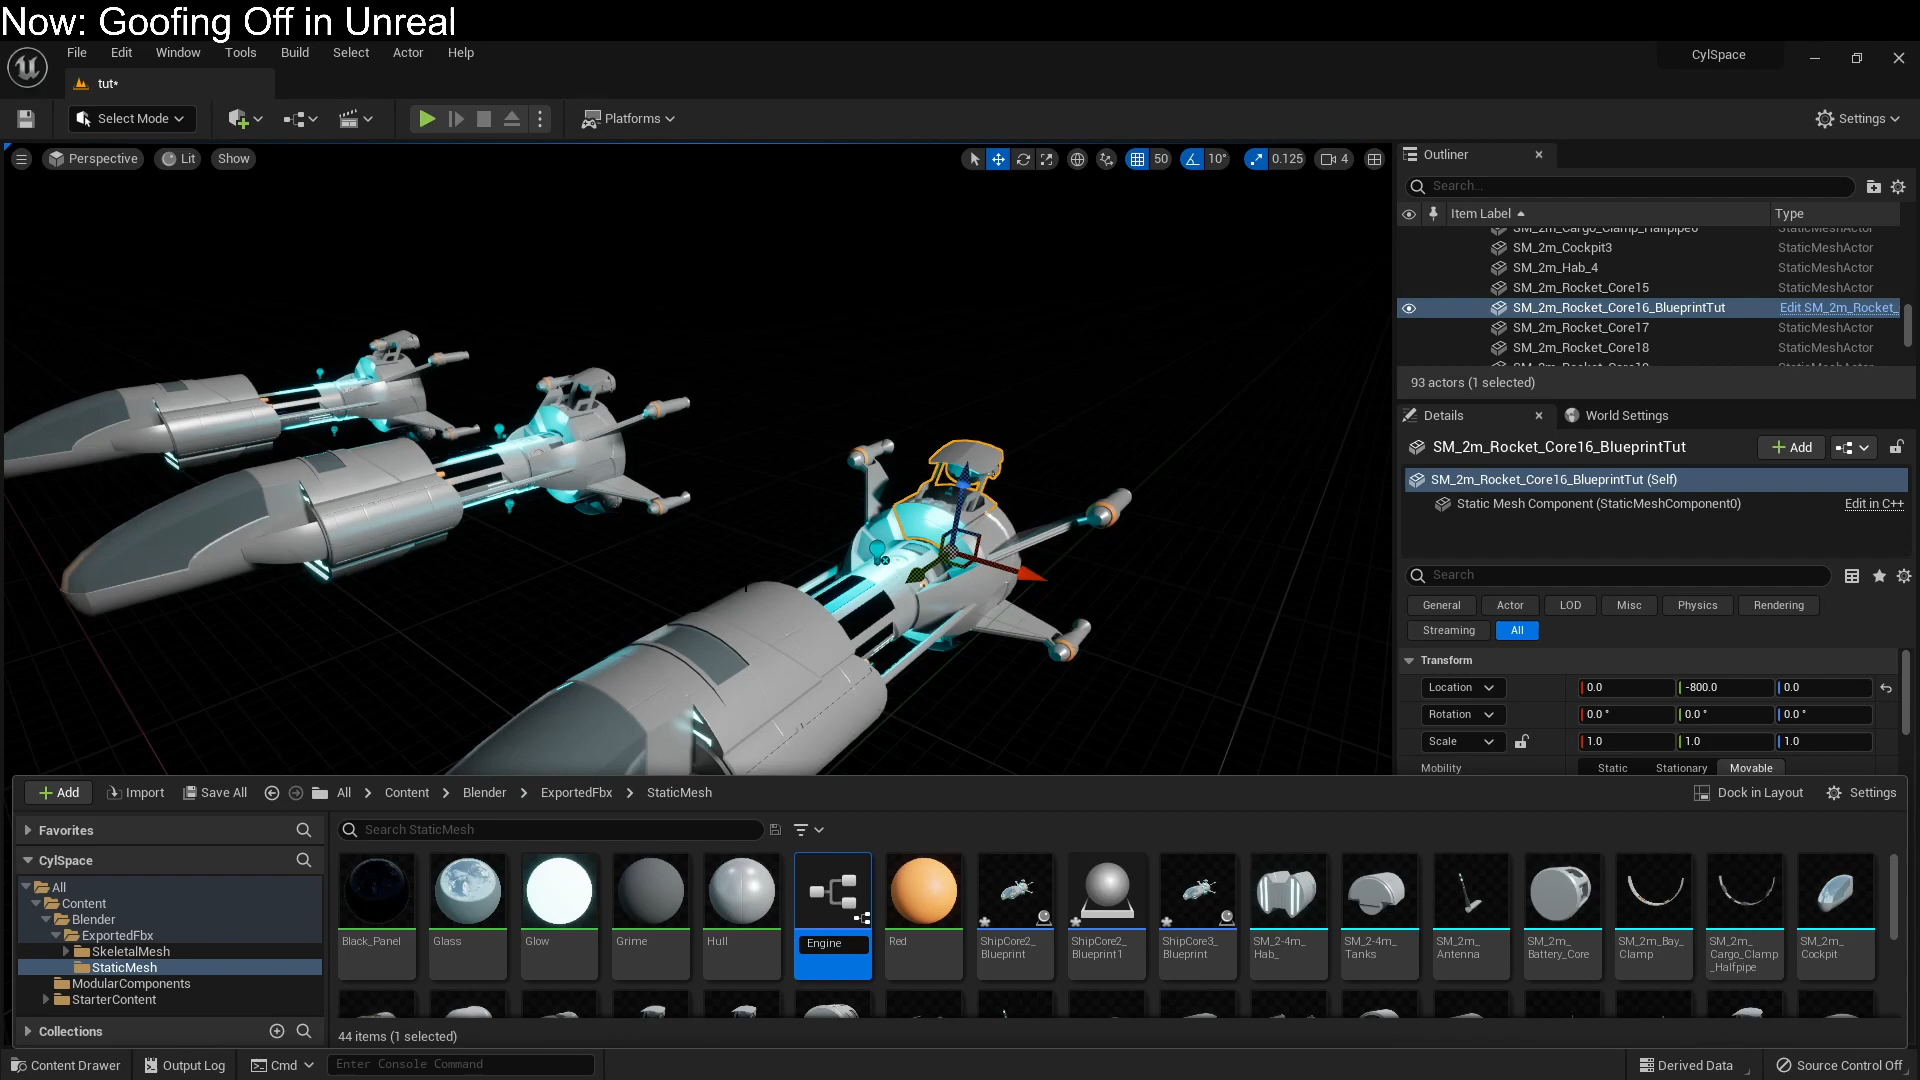 Now: Goofing Off in Unreal
File Edit Window Tools Build Select Actor Help
CylSpace
tut*
Select Mode
Platforms
Settings
Perspective Lit Show
50 10° 0.125 4
Outliner
Search...
Item Label Type
SM_2m_Cargo_Clamp_Halfpipe6 StaticMeshActor
SM_2m_Cockpit3 StaticMeshActor
SM_2m_Hab_4 StaticMeshActor
SM_2m_Rocket_Core15 StaticMeshActor
SM_2m_Rocket_Core16_BlueprintTut Edit SM_2m_Rocket_
SM_2m_Rocket_Core17 StaticMeshActor
SM_2m_Rocket_Core18 StaticMeshActor
93 actors (1 selected)
Details World Settings
SM_2m_Rocket_Core16_BlueprintTut Add
SM_2m_Rocket_Core16_BlueprintTut (Self)
Static Mesh Component (StaticMeshComponent0) Edit in C++
Search
General Actor LOD Misc Physics Rendering
Streaming All
Transform
Location 0.0 -800.0 0.0
Rotation 0.0 ° 0.0 ° 0.0 °
Scale 1.0 1.0 1.0
Mobility Static Stationary Movable
Add Import Save All All Content Blender ExportedFbx StaticMesh Dock in Layout Settings
Favorites
Search StaticMesh
CylSpace
All
Content
Blender
ExportedFbx
SkeletalMesh
StaticMesh
ModularComponents
StarterContent
Collections
Black_Panel
Glass
Glow
Grime
Hull
Engine
Red
ShipCore2_
Blueprint
ShipCore2_
Blueprint1
ShipCore3_
Blueprint
SM_2-4m_
Hab_
SM_2-4m_
Tanks
SM_2m_
Antenna
SM_2m_
Battery_Core
SM_2m_Bay_
Clamp
SM_2m_
Cargo_Clamp
_Halfpipe
SM_2m_
Cockpit
44 items (1 selected)
Content Drawer Output Log Cmd Enter Console Command Derived Data Source Control Off